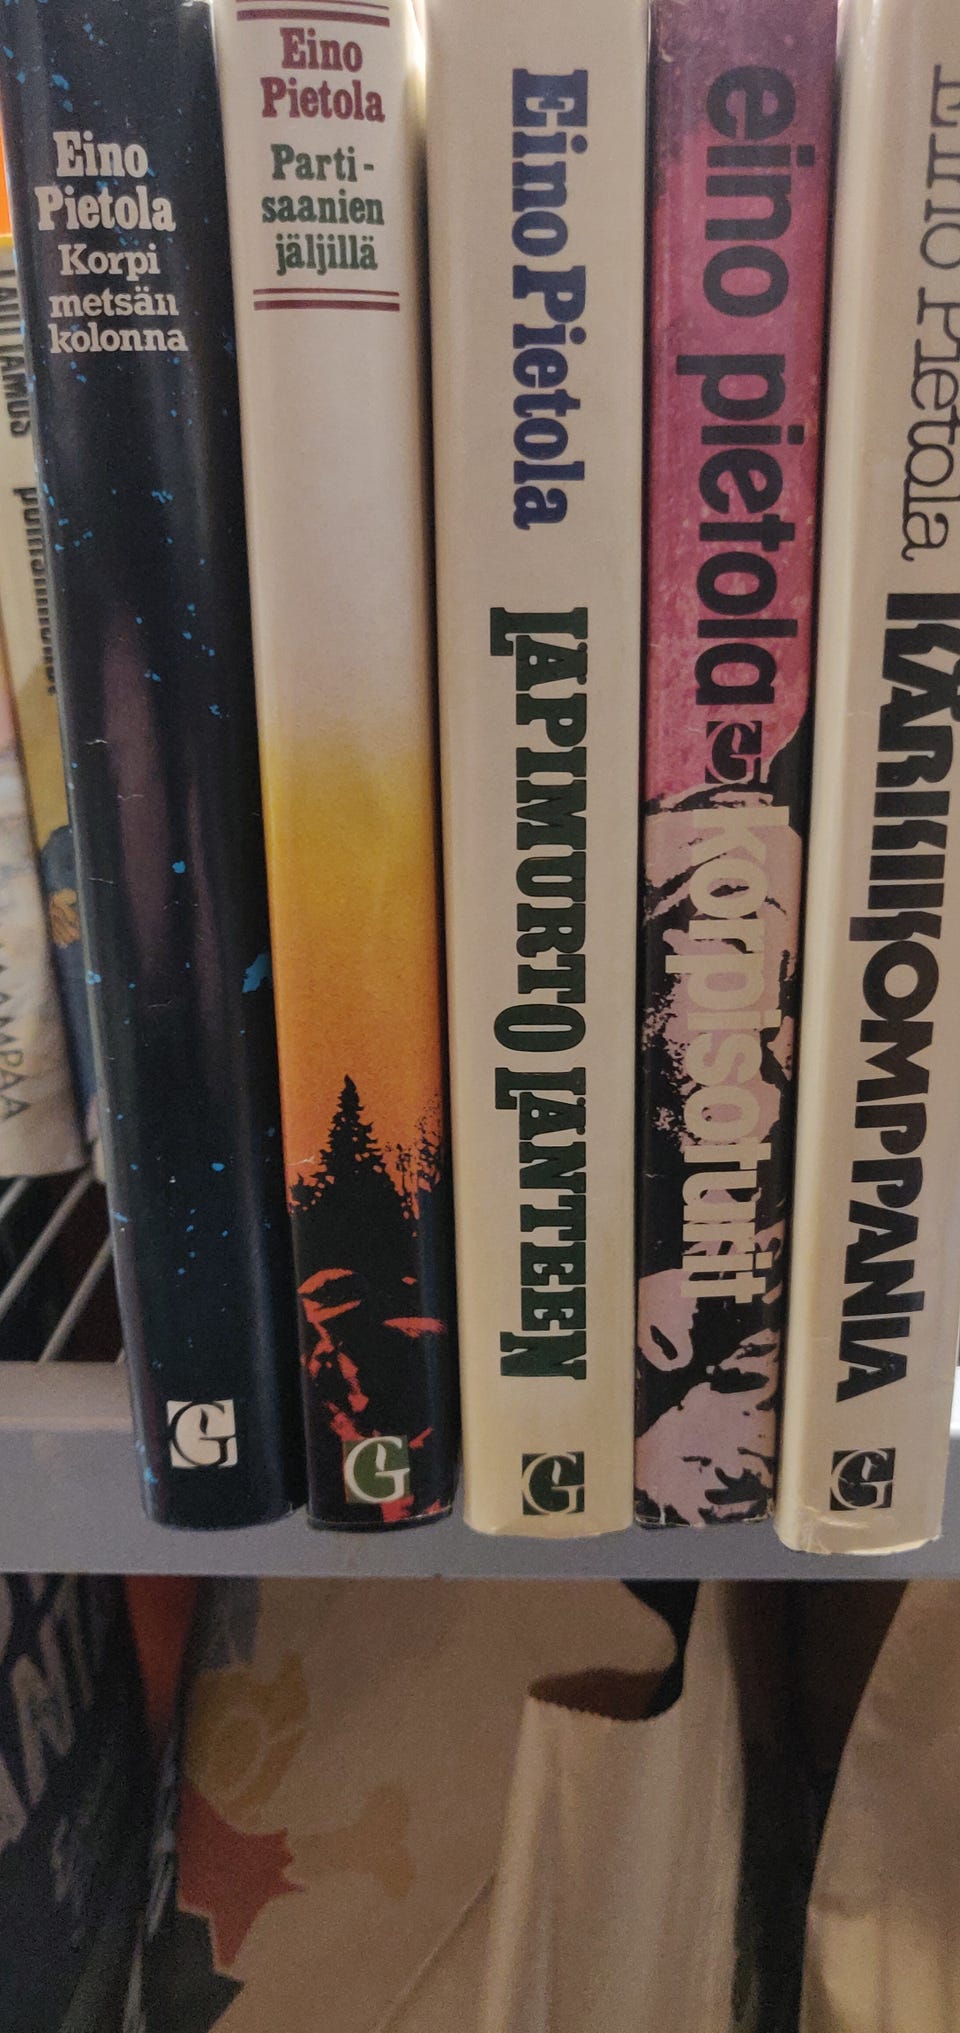 Eino
Pietola
Korpi
metsän
kolonna
G
Eino
Pietola
Parti-
saanien
jäljillä
G
Eino Pietola
LÄPIMURTO LÄNTEEN
G
eino pietola
G
korpisoturit
Eino Pietola
KÄRKIKOMPPANIA
G